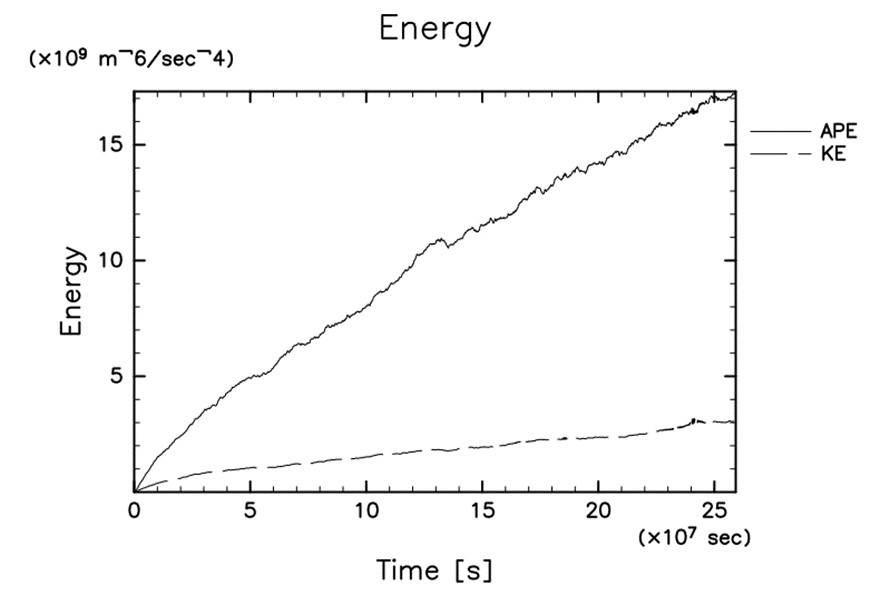 Energy
(×10⁹ m¬6/sec¬4)
APE
KE
Energy
15
10
5
0 5 10 15 20 25
(×10⁷ sec)
Time [s]